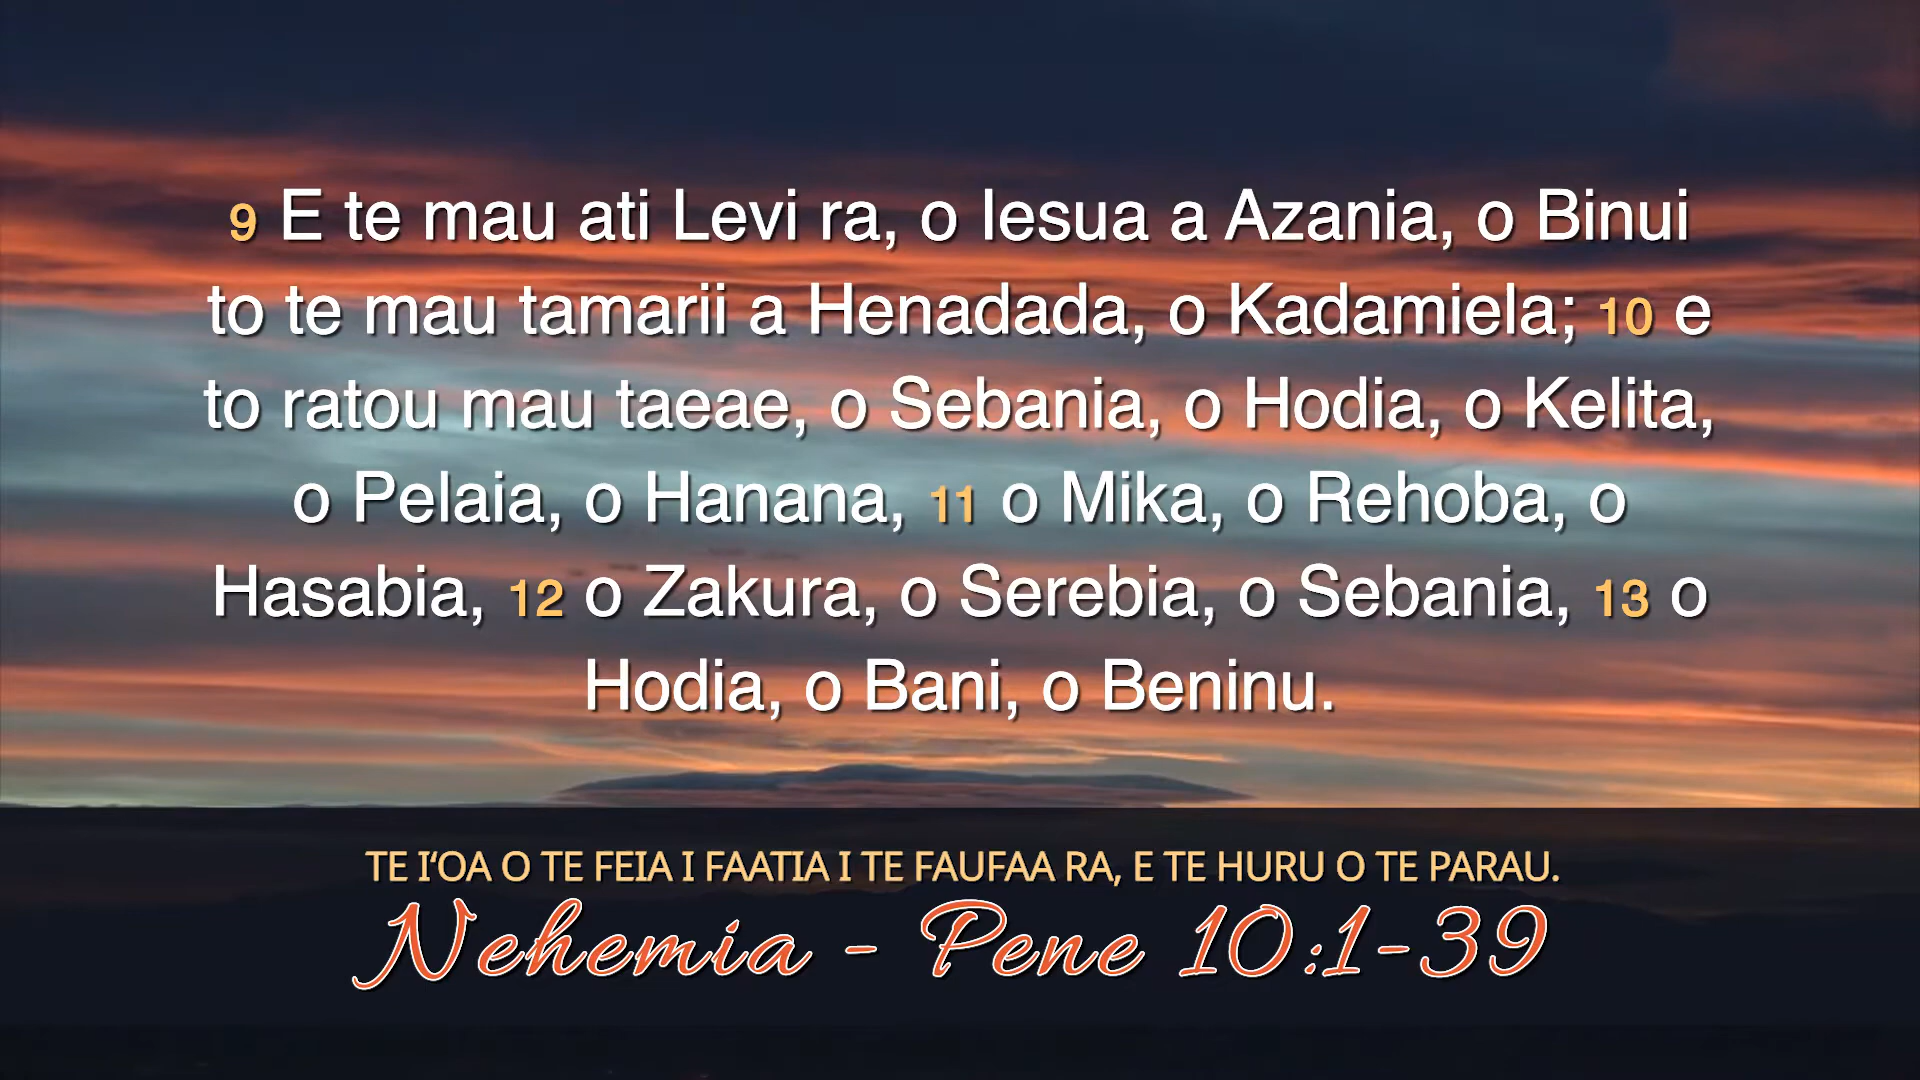 9 E te mau ati Levi ra, o Iesua a Azania, o Binui
to te mau tamarii a Henadada, o Kadamiela; 10 e
to ratou mau taeae, o Sebania, o Hodia, o Kelita,
o Pelaia, o Hanana, 11 o Mika, o Rehoba, o
Hasabia, 12 o Zakura, o Serebia, o Sebania, 13 o
Hodia, o Bani, o Beninu.
TE I‘OA O TE FEIA I FAATIA I TE FAUFAA RA, E TE HURU O TE PARAU.
Nehemia - Pene 10:1-39